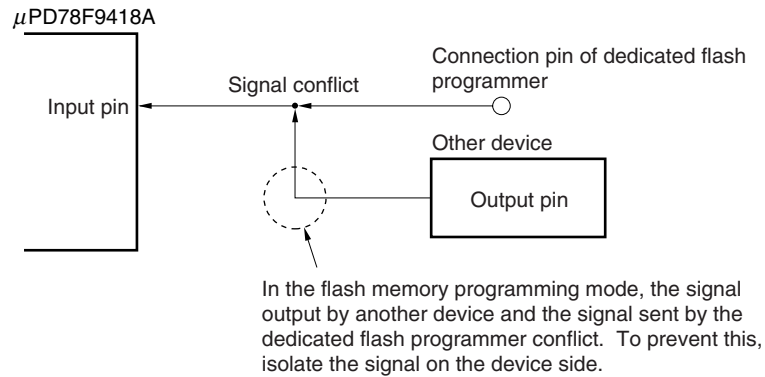 μPD78F9418A
Connection pin of dedicated flash
programmer
Signal conflict
Input pin
Other device
Output pin
In the flash memory programming mode, the signal
output by another device and the signal sent by the
dedicated flash programmer conflict.  To prevent this,
isolate the signal on the device side.